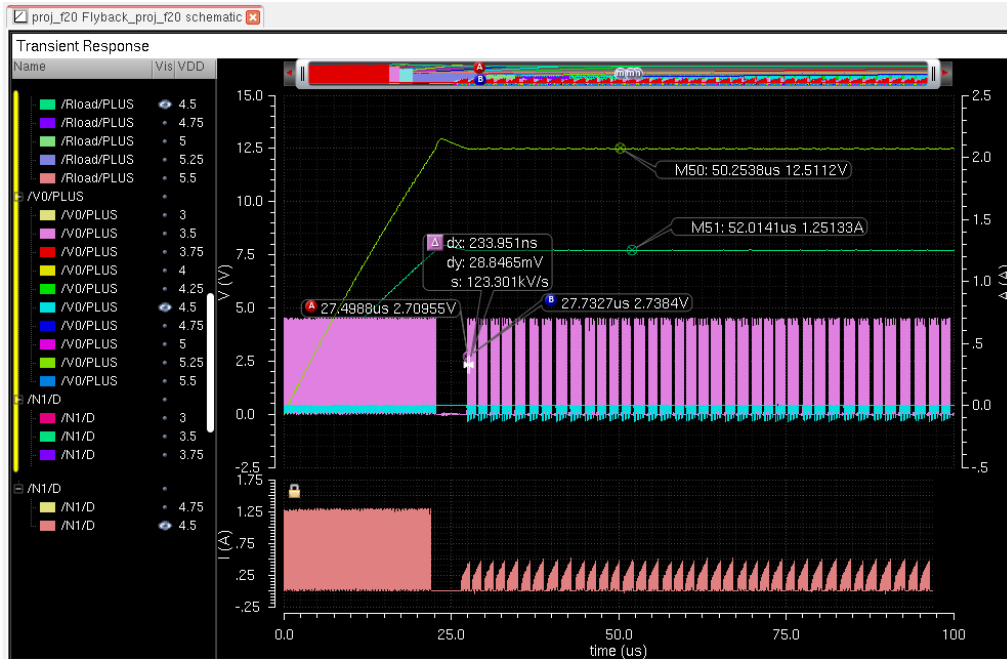 proj_f20 Flyback_proj_f20 schematic
Transient Response
Name Vis VDD
/Rload/PLUS 4.5
/Rload/PLUS 4.75
/Rload/PLUS 5
/Rload/PLUS 5.25
/Rload/PLUS 5.5
/V0/PLUS
/V0/PLUS 3
/V0/PLUS 3.5
/V0/PLUS 3.75
/V0/PLUS 4
/V0/PLUS 4.25
/V0/PLUS 4.5
/V0/PLUS 4.75
/V0/PLUS 5
/V0/PLUS 5.25
/V0/PLUS 5.5
/N1/D
/N1/D 3
/N1/D 3.5
/N1/D 3.75
/N1/D
/N1/D 4.75
/N1/D 4.5
A
B
15.0
12.5
10.0
7.5
5.0
2.5
0.0
-2.5
V (V)
2.5
2.0
1.5
1.0
.5
0.0
-.5
I (A)
M50: 50.2538us 12.5112V
M51: 52.0141us 1.25133A
Δ dx: 233.951ns
dy: 28.8465mV
s: 123.301kV/s
A 27.4988us 2.70955V
B 27.7327us 2.7384V
1.75
1.25
.75
.25
-.25
I (A)
0.0 25.0 50.0 75.0 100
time (us)